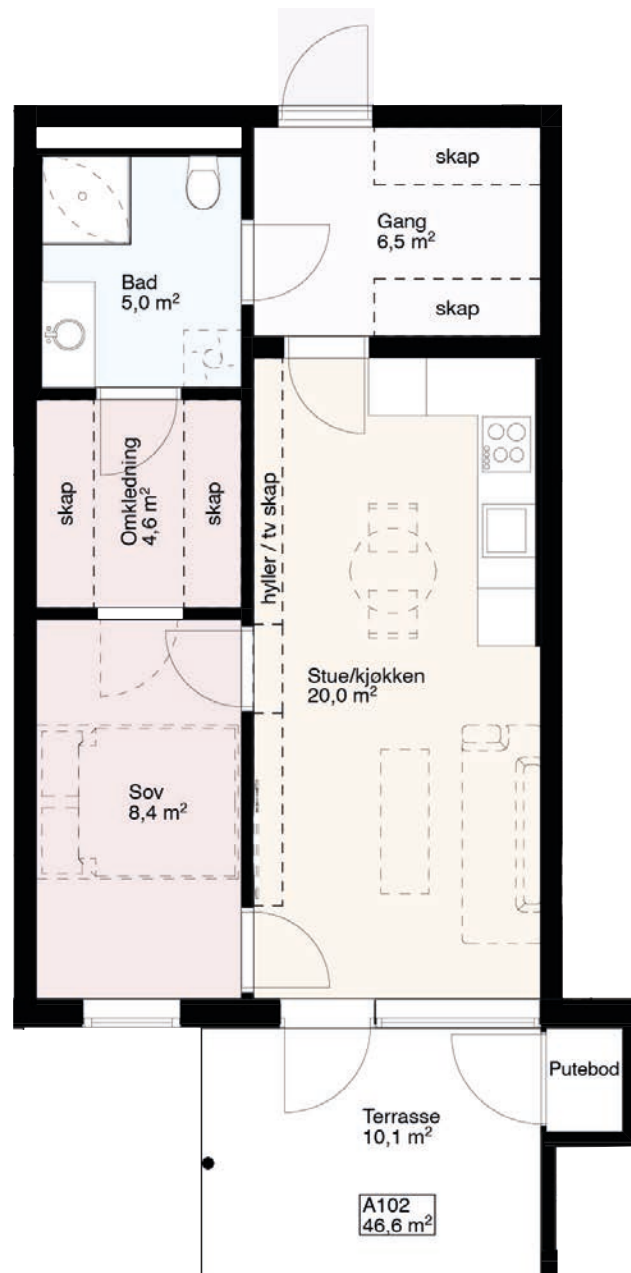 skap
Gang
6,5 m²
skap
Bad
5,0 m²
skap
Omkledning
4,6 m²
skap
hyller / tv skap
Stue/kjøkken
20,0 m²
Sov
8,4 m²
Putebod
Terrasse
10,1 m²
A102
46,6 m²